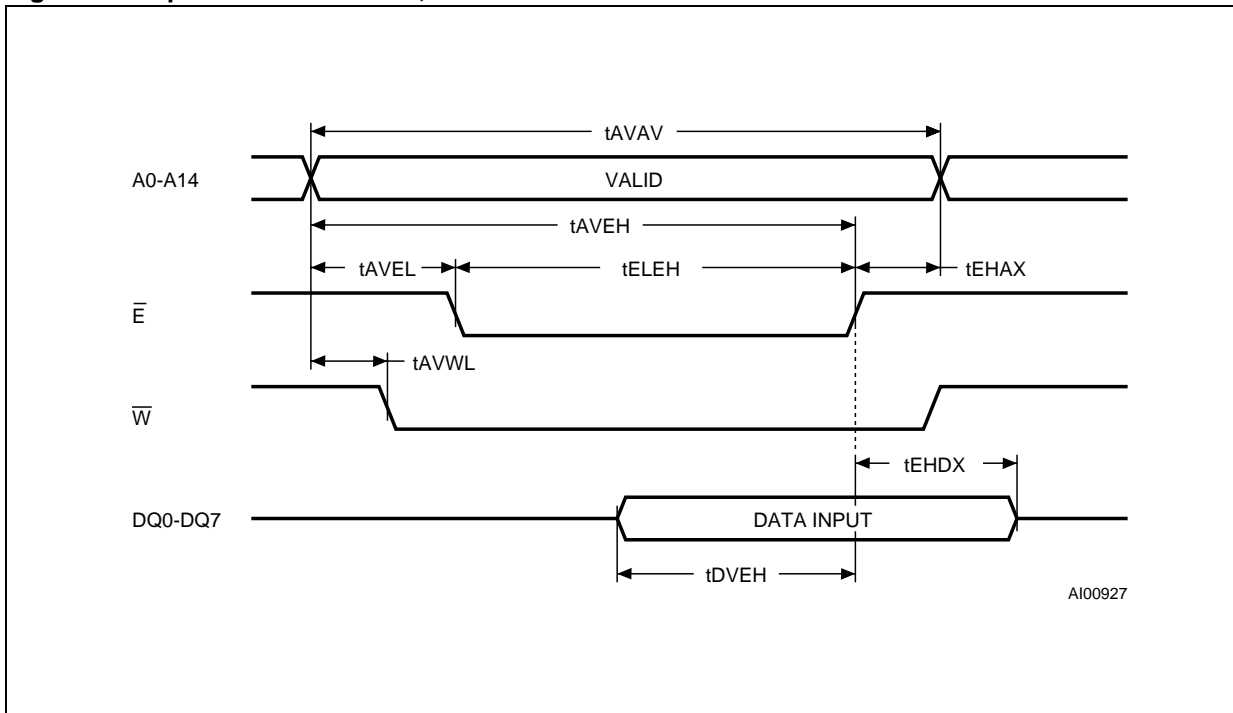 tAVAV
A0-A14 VALID
tAVEH
tAVEL tELEH tEHAX
E̅
tAVWL
W̅
tEHDX
DQ0-DQ7 DATA INPUT
tDVEH
AI00927